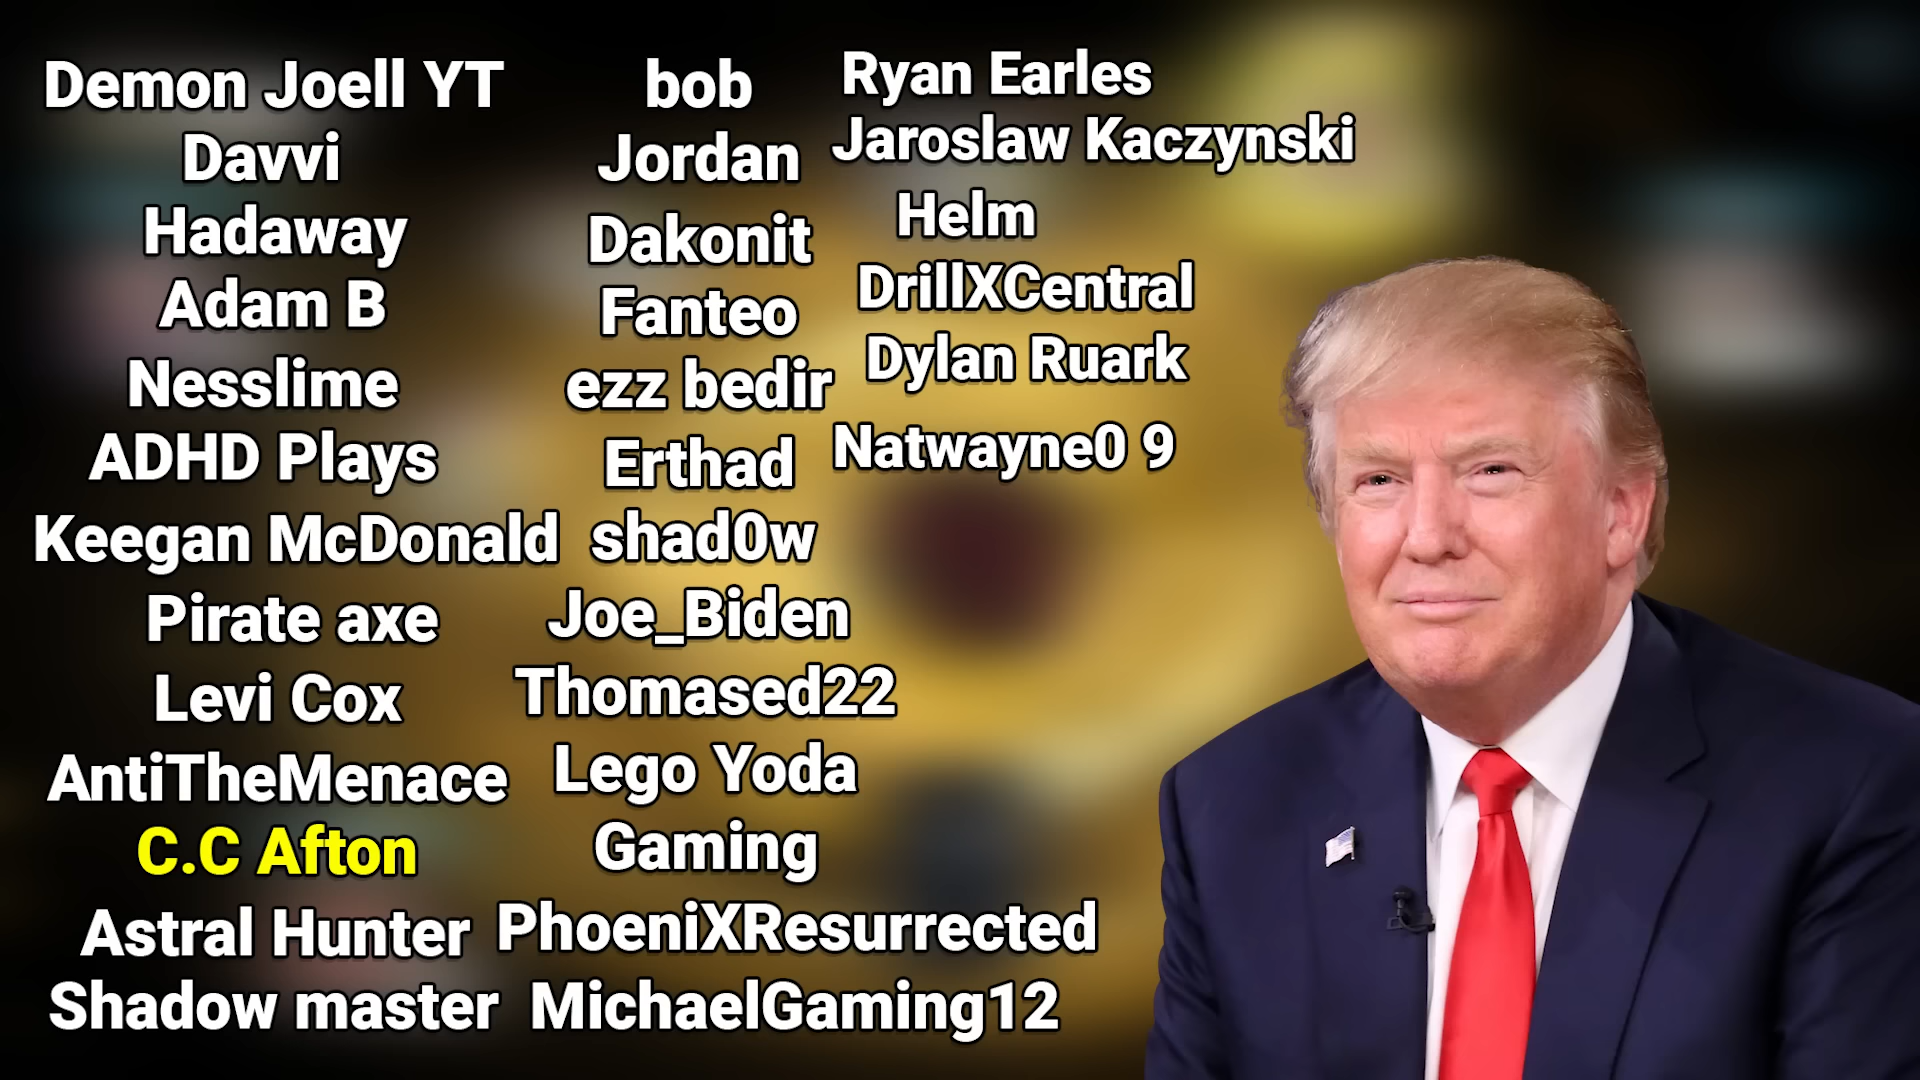 Demon Joell YT
Davvi
Hadaway
Adam B
Nesslime
ADHD Plays
Keegan McDonald
Pirate axe
Levi Cox
AntiTheMenace
C.C Afton
Astral Hunter
Shadow master
bob
Jordan
Dakonit
Fanteo
ezz bedir
Erthad
shad0w
Joe_Biden
Thomased22
Lego Yoda
Gaming
PhoeniXResurrected
MichaelGaming12
Ryan Earles
Jaroslaw Kaczynski
Helm
DrillXCentral
Dylan Ruark
Natwayne0 9